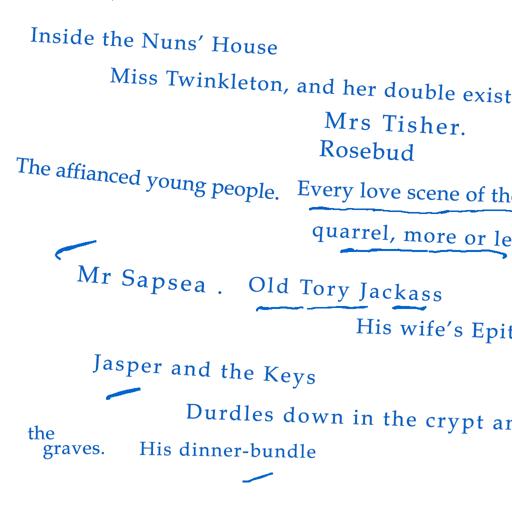 Inside the Nuns' House
Miss Twinkleton, and her double exist
Mrs Tisher.
Rosebud
The affianced young people. Every love scene of th
quarrel, more or le
Mr Sapsea . Old Tory Jackass
His wife's Epit
Jasper and the Keys
Durdles down in the crypt a
the
graves. His dinner-bundle